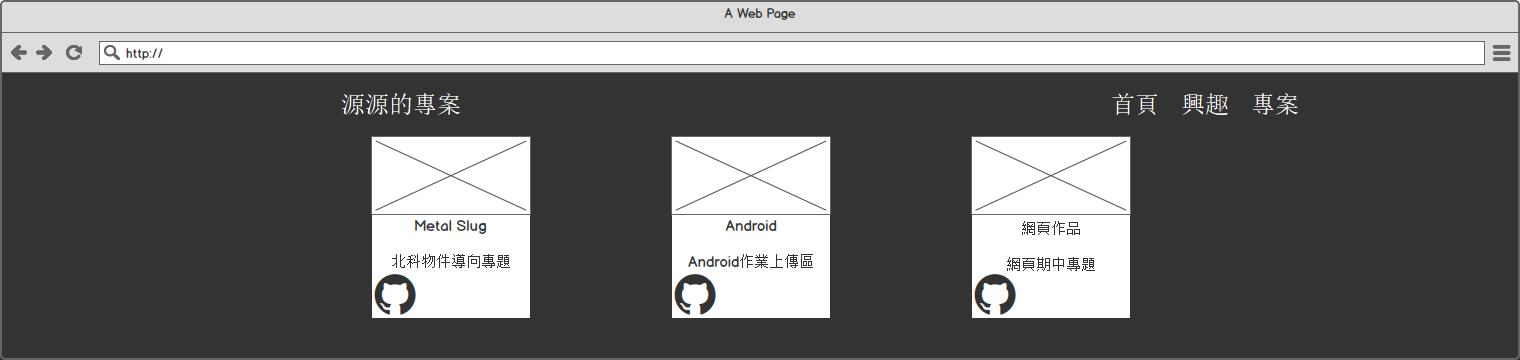 A Web Page
http://
源源的專案 首頁 興趣 專案
Metal Slug
北科物件導向專題
Android
Android作業上傳區
網頁作品
網頁期中專題